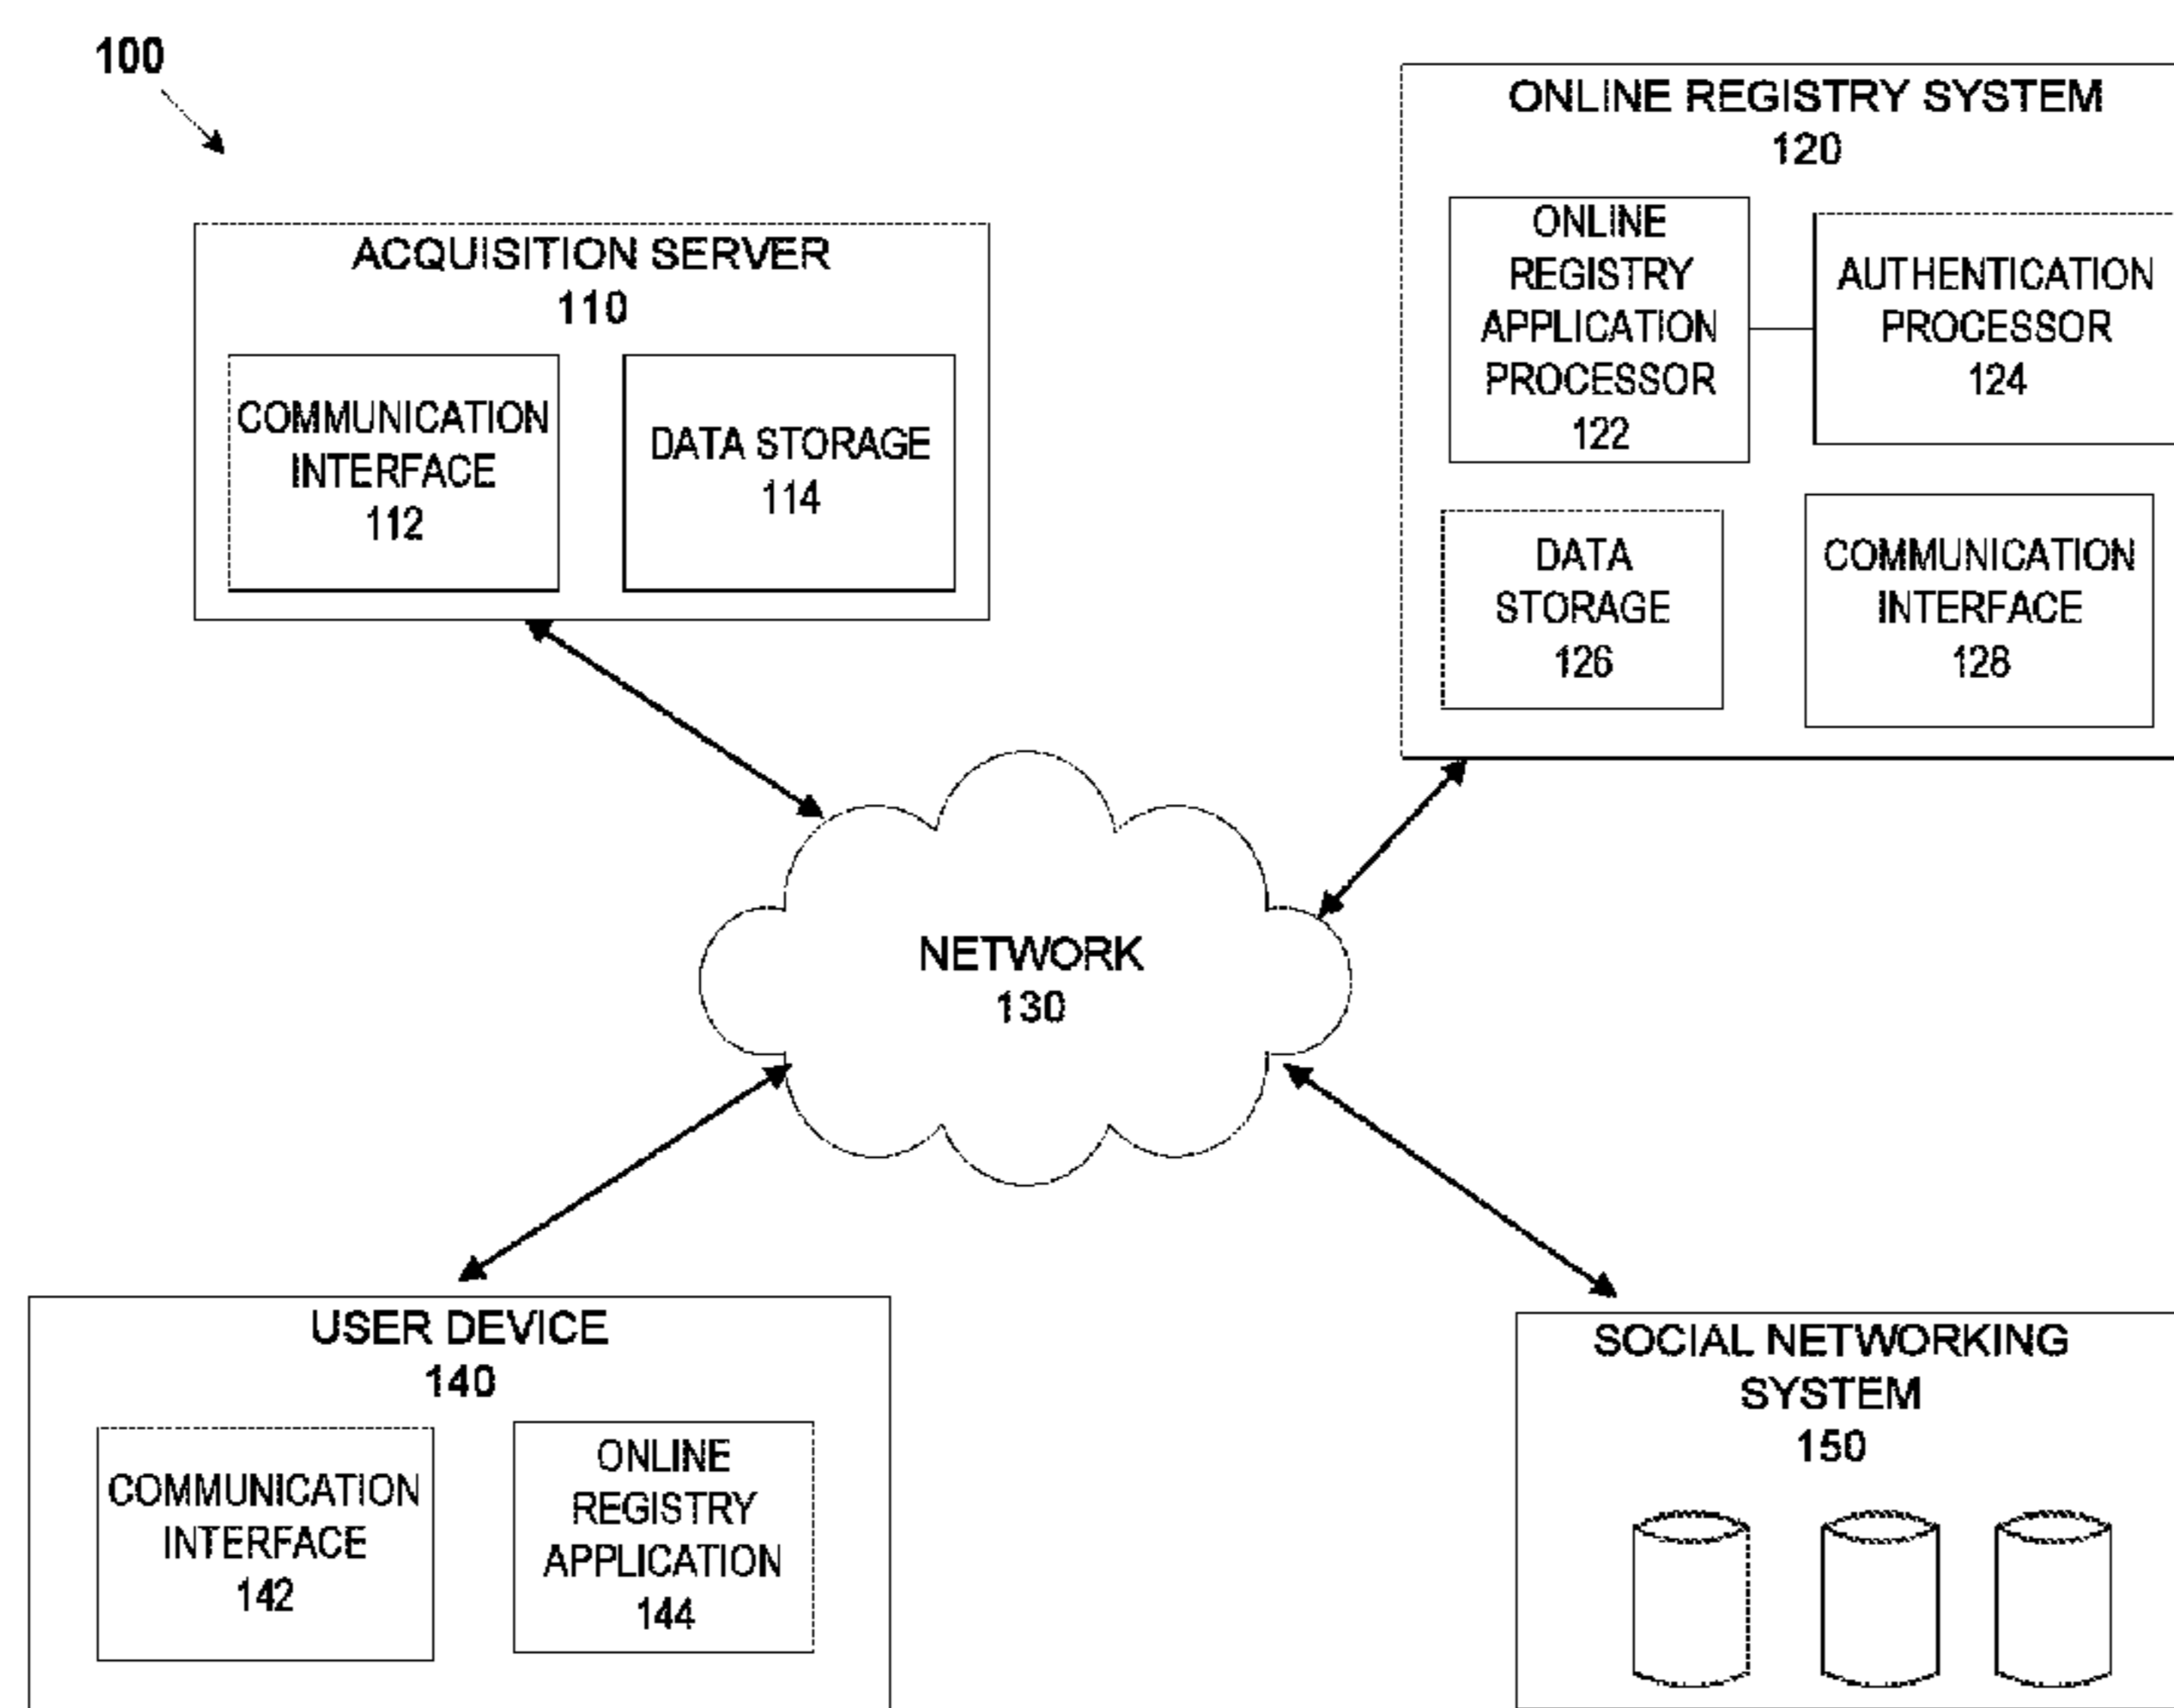 100
ACQUISITION SERVER
110
COMMUNICATION
INTERFACE
112
DATA STORAGE
114
ONLINE REGISTRY SYSTEM
120
ONLINE
REGISTRY
APPLICATION
PROCESSOR
122
AUTHENTICATION
PROCESSOR
124
DATA
STORAGE
126
COMMUNICATION
INTERFACE
128
NETWORK
130
USER DEVICE
140
COMMUNICATION
INTERFACE
142
ONLINE
REGISTRY
APPLICATION
144
SOCIAL NETWORKING
SYSTEM
150